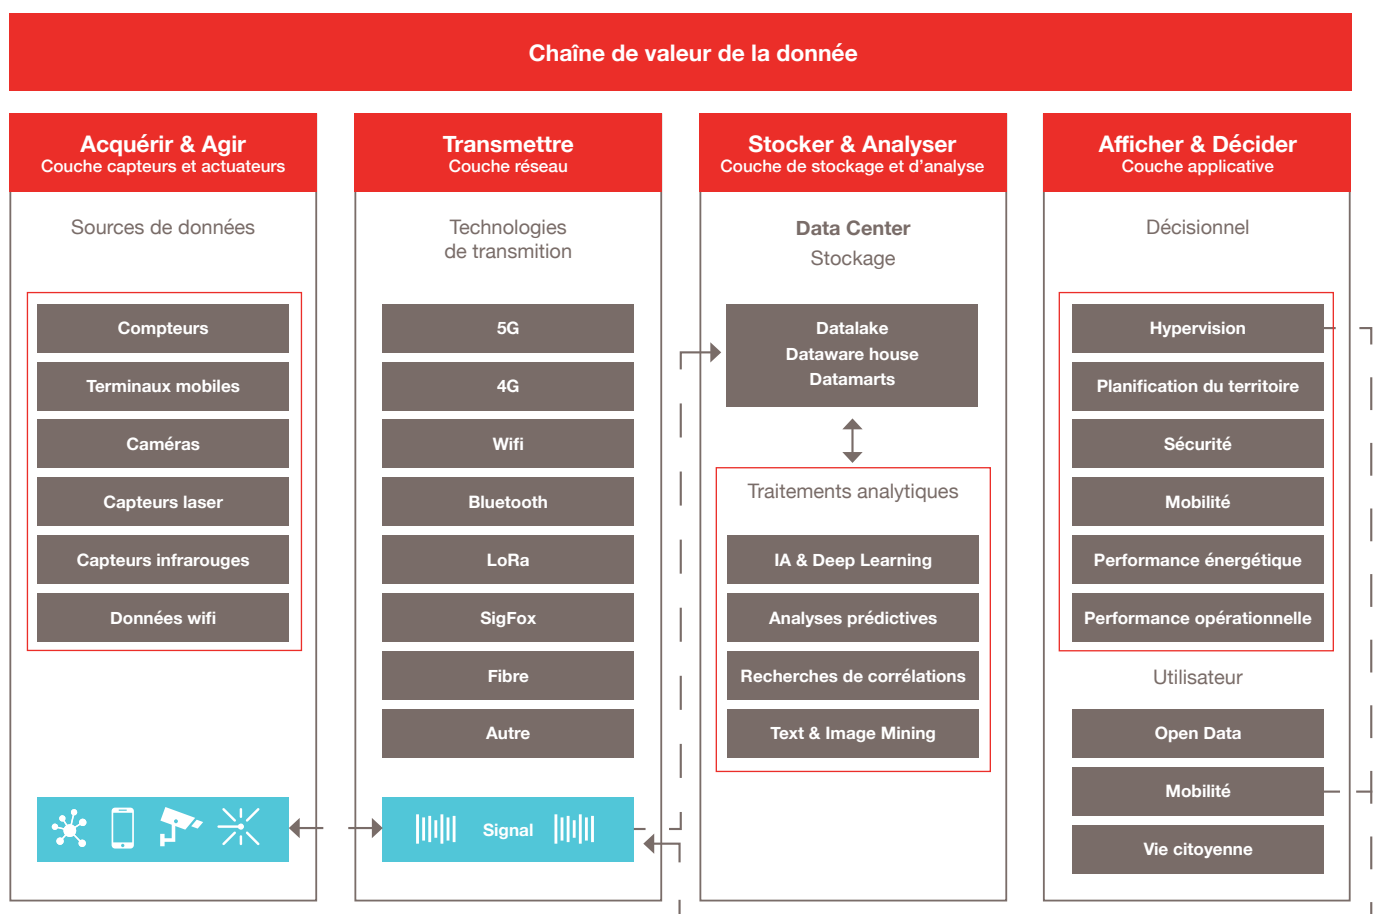 Chaîne de valeur de la donnée
Acquérir & Agir
Couche capteurs et actuateurs
Sources de données
Compteurs
Terminaux mobiles
Caméras
Capteurs laser
Capteurs infrarouges
Données wifi
Transmettre
Couche réseau
Technologies
de transmition
5G
4G
Wifi
Bluetooth
LoRa
SigFox
Fibre
Autre
Signal
Stocker & Analyser
Couche de stockage et d'analyse
Data Center
Stockage
Datalake
Dataware house
Datamarts
Traitements analytiques
IA & Deep Learning
Analyses prédictives
Recherches de corrélations
Text & Image Mining
Afficher & Décider
Couche applicative
Décisionnel
Hypervision
Planification du territoire
Sécurité
Mobilité
Performance énergétique
Performance opérationnelle
Utilisateur
Open Data
Mobilité
Vie citoyenne